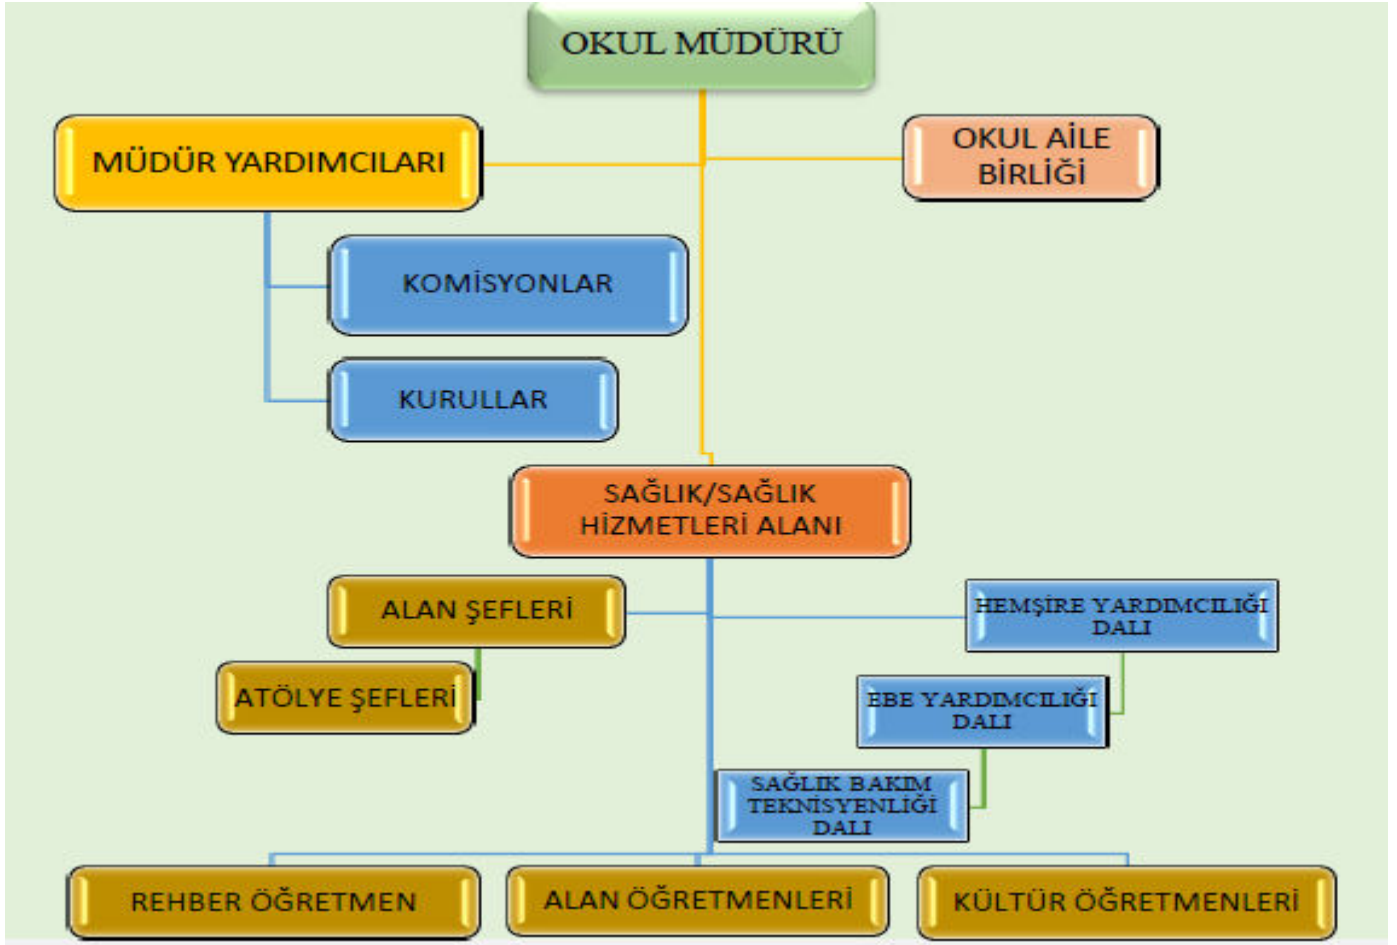 OKUL MÜDÜRÜ
MÜDÜR YARDIMCILARI
OKUL AİLE
BİRLİĞİ
KOMİSYONLAR
KURULLAR
SAĞLIK/SAĞLIK
HİZMETLERİ ALANI
ALAN ŞEFLERİ
ATÖLYE ŞEFLERİ
HEMŞİRE YARDIMCILIĞI
DALI
EBE YARDIMCILIĞI
DALI
SAĞLIK BAKIM
TEKNİSYENLİĞİ
DALI
REHBER ÖĞRETMEN
ALAN ÖĞRETMENLERİ
KÜLTÜR ÖĞRETMENLERİ